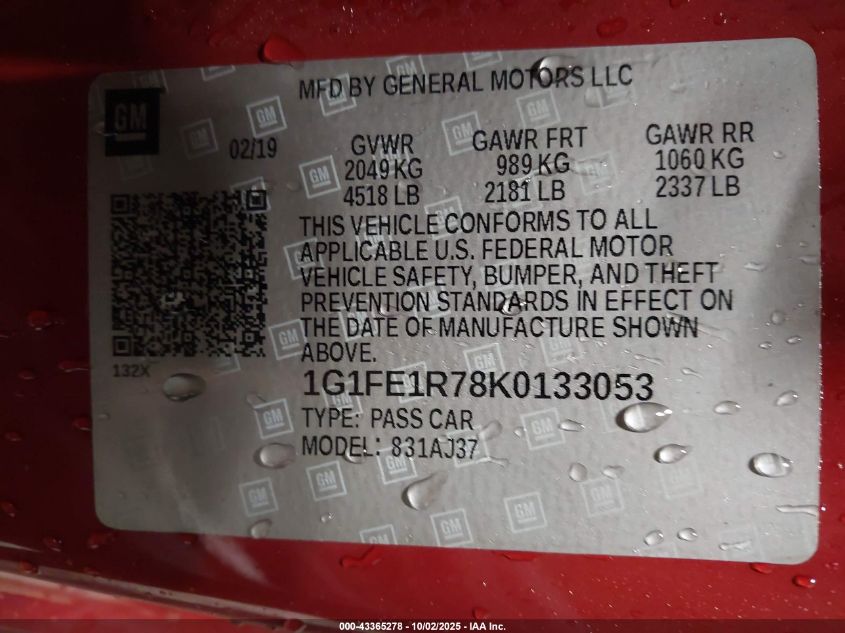 MFD BY GENERAL MOTORS LLC
GM
02/19
GVWR GAWR FRT GAWR RR
2049 KG 989 KG 1060 KG
4518 LB 2181 LB 2337 LB
THIS VEHICLE CONFORMS TO ALL
APPLICABLE U.S. FEDERAL MOTOR
VEHICLE SAFETY, BUMPER, AND THEFT
PREVENTION STANDARDS IN EFFECT ON
THE DATE OF MANUFACTURE SHOWN
ABOVE.
132X
1G1FE1R78K0133053
TYPE: PASS CAR
MODEL: 831AJ37
000-43365278 - 10/02/2025 - IAA Inc.